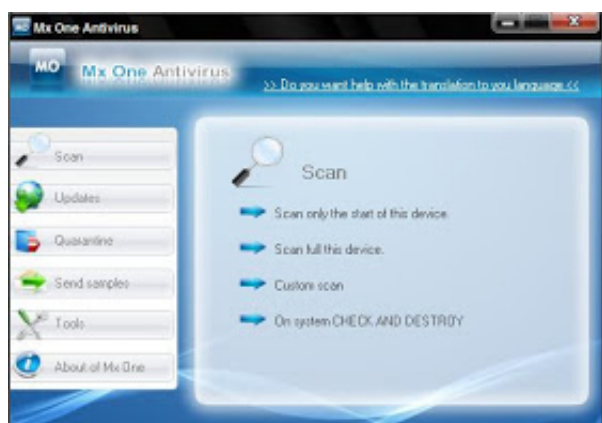 Mx One Antivirus
MO
Mx One Antivirus
>> Do you want help with the translation to you language <<
Scan
Updates
Quarantine
Send samples
Tools
About of Mx One
Scan
Scan only the start of this device.
Scan full this device.
Custom scan
On system CHECK AND DESTROY